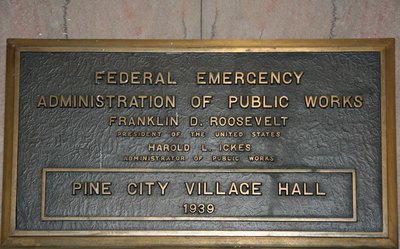 FEDERAL EMERGENCY
ADMINISTRATION OF PUBLIC WORKS
FRANKLIN D. ROOSEVELT
PRESIDENT OF THE UNITED STATES
HAROLD L. ICKES
ADMINISTRATOR OF PUBLIC WORKS
PINE CITY VILLAGE HALL
1939